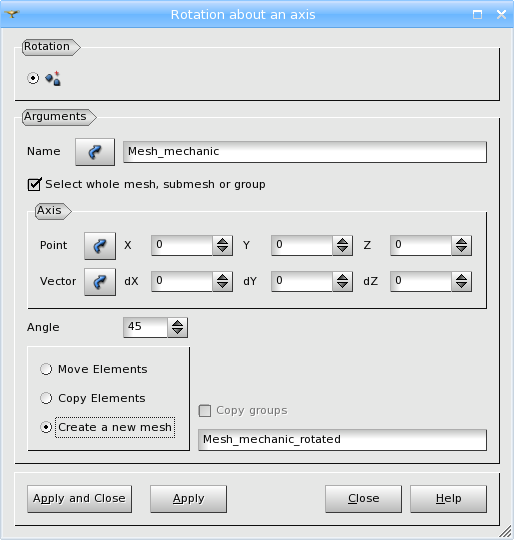 Rotation about an axis
Rotation
Arguments
Name Mesh_mechanic
Select whole mesh, submesh or group
Axis
Point X 0 Y 0 Z 0
Vector dX 0 dY 0 dZ 0
Angle 45
Move Elements
Copy Elements
Create a new mesh
Copy groups
Mesh_mechanic_rotated
Apply and Close Apply Close Help